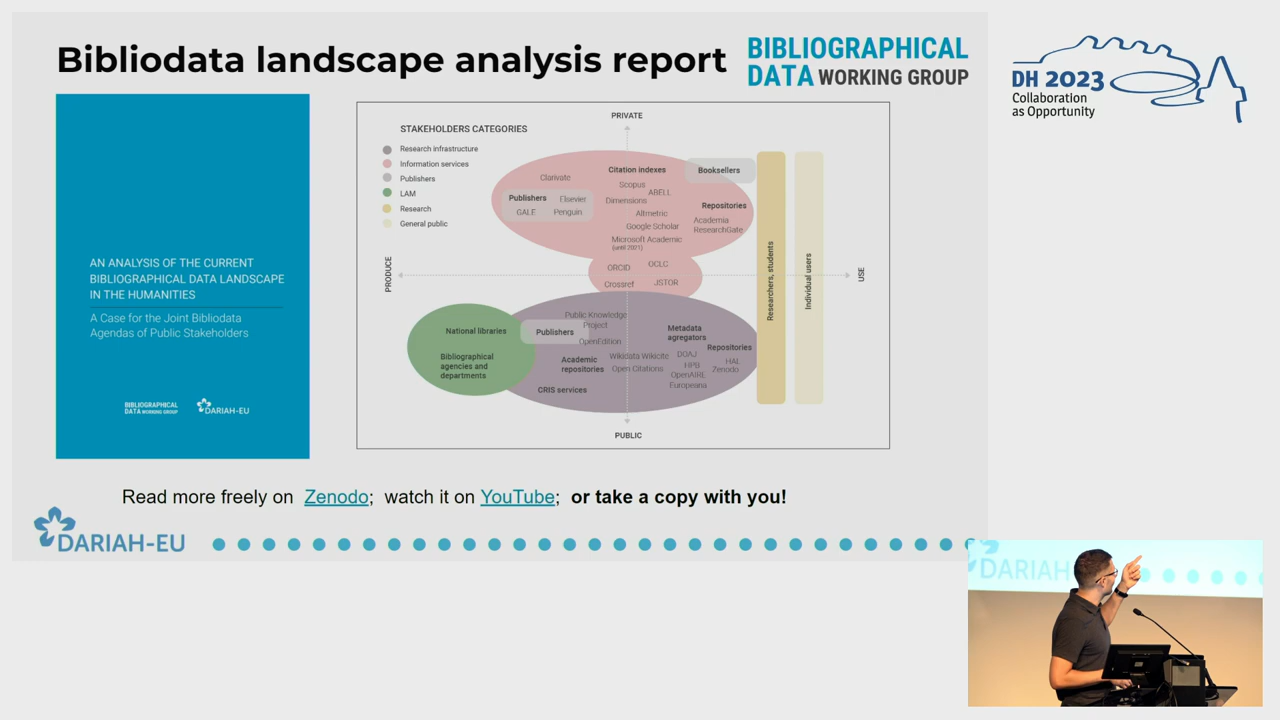 Bibliodata landscape analysis report
BIBLIOGRAPHICAL
DATA WORKING GROUP
DH 2023
Collaboration
as Opportunity
AN ANALYSIS OF THE CURRENT
BIBLIOGRAPHICAL DATA LANDSCAPE
IN THE HUMANITIES
A Case for the Joint Bibliodata
Agendas of Public Stakeholders
BIBLIOGRAPHICAL
DATA WORKING GROUP
DARIAH-EU
STAKEHOLDERS CATEGORIES
Research infrastructure
Information services
Publishers
LAM
Research
General public
PRIVATE
PRODUCE
USE
PUBLIC
Clarivate
Publishers
Elsevier
GALE
Penguin
Citation indexes
Scopus
ABELL
Dimensions
Altmetric
Google Scholar
Microsoft Academic
(until 2021)
Booksellers
Repositories
Academia
ResearchGate
ORCID
OCLC
Crossref
JSTOR
National libraries
Bibliographical
agencies and
departments
Public Knowledge
Project
Publishers
OpenEdition
Academic
repositories
CRIS services
Wikidata Wikicite
Open Citations
Metadata
agregators
DOAJ
HPB
OpenAIRE
Europeana
Repositories
HAL
Zenodo
Researchers, students
Individual users
Read more freely on Zenodo; watch it on YouTube; or take a copy with you!
DARIAH-EU
DARIAH